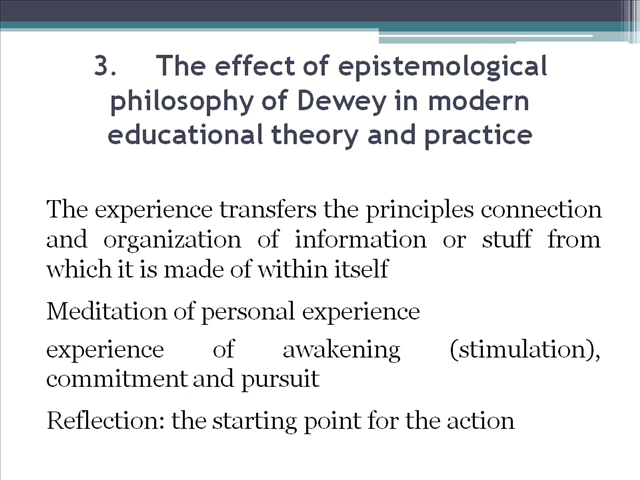 3. The effect of epistemological
philosophy of Dewey in modern
educational theory and practice
The experience transfers the principles connection
and organization of information or stuff from
which it is made of within itself
Meditation of personal experience
experience of awakening (stimulation),
commitment and pursuit
Reflection: the starting point for the action